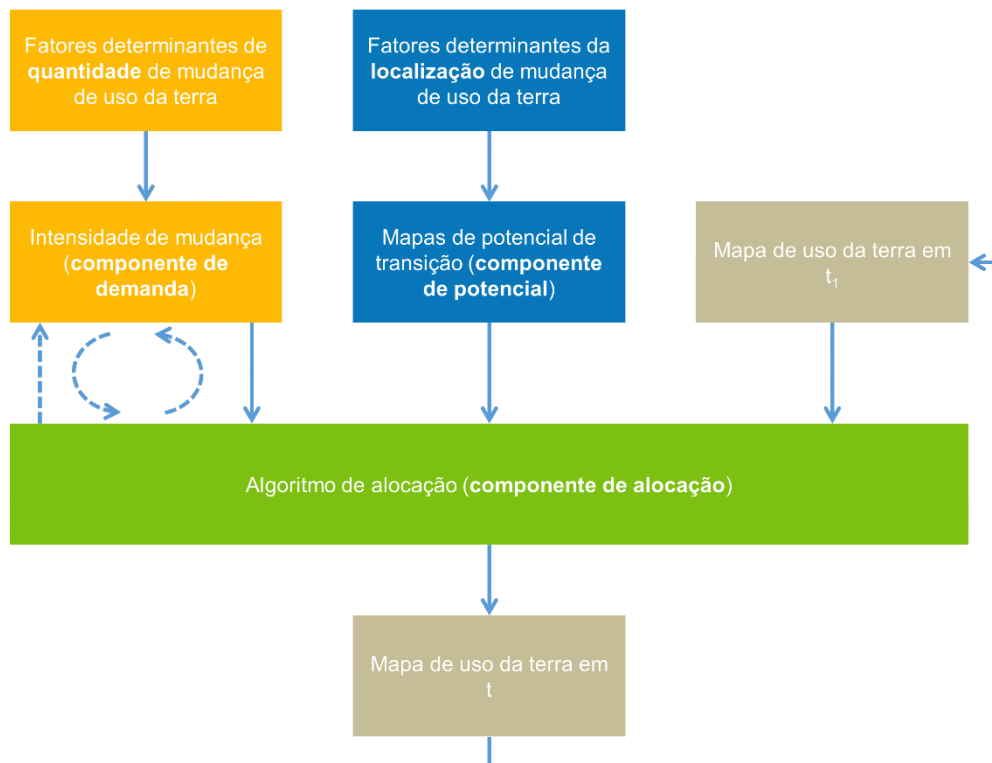 Fatores determinantes de
quantidade de mudança
de uso da terra
Fatores determinantes da
localização de mudança
de uso da terra
Intensidade de mudança
(componente de
demanda)
Mapas de potencial de
transição (componente
de potencial)
Mapa de uso da terra em
t₁
Algoritmo de alocação (componente de alocação)
Mapa de uso da terra em
t